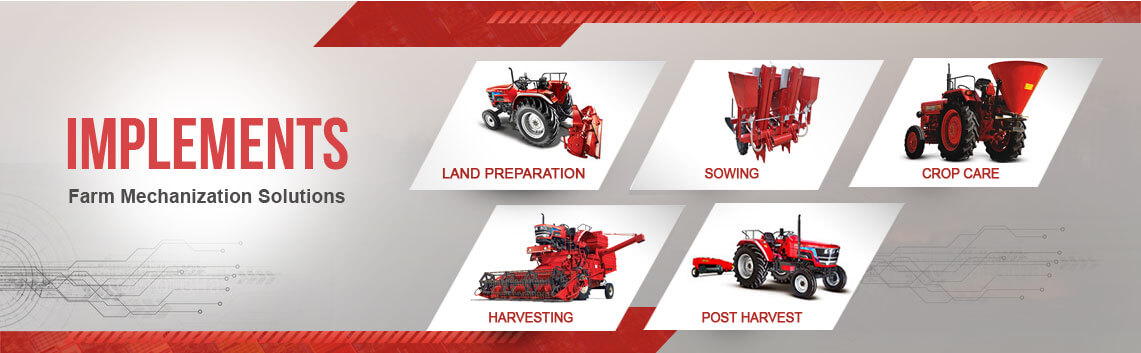 IMPLEMENTS
Farm Mechanization Solutions
LAND PREPARATION
SOWING
CROP CARE
HARVESTING
POST HARVEST